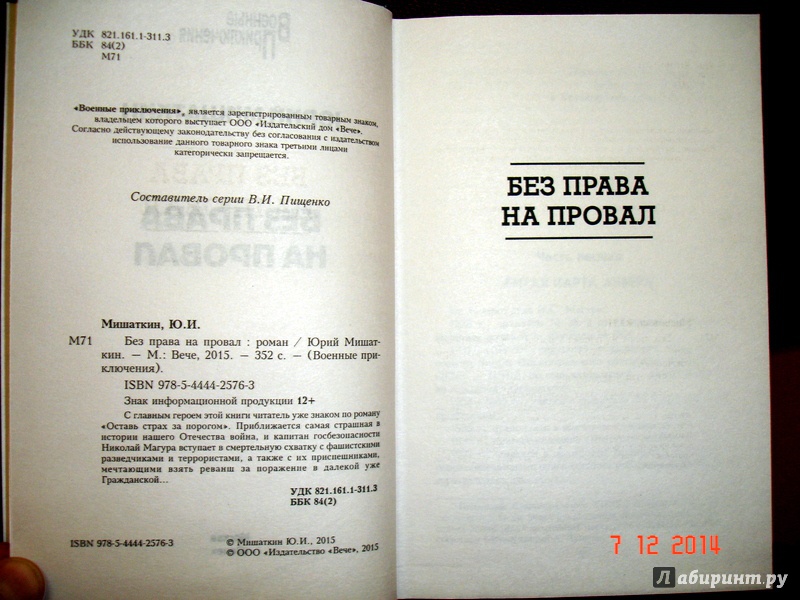 УДК 821.161.1-311.3
ББК 84(2)
М71
«Военные приключения», является зарегистрированным товарным знаком,
владельцем которого выступает ООО «Издательский дом «Вече».
Согласно действующему законодательству без согласования с издательством
использование данного товарного знака третьими лицами
категорически запрещается.
Составитель серии В.И. Пищенко
Мишаткин, Ю.И.
М71 Без права на провал : роман / Юрий Мишат-
кин. — М.: Вече, 2015. — 352 с. — (Военные при-
ключения).
ISBN 978-5-4444-2576-3
Знак информационной продукции 12+
С главным героем этой книги читатель уже знаком по роману
«Оставь страх за порогом». Приближается самая страшная в
истории нашего Отечества война, и капитан госбезопасности
Николай Магура вступает в смертельную схватку с фашистскими
разведчиками и террористами, а также с их приспешниками,
мечтающими взять реванш за поражение в далекой уже
Гражданской...
УДК 821.161.1-311.3
ББК 84(2)
ISBN 978-5-4444-2576-3
© Мишаткин Ю.И., 2015
© ООО «Издательство «Вече», 2015
БЕЗ ПРАВА
НА ПРОВАЛ
7 12 2014
Лабиринт.ру